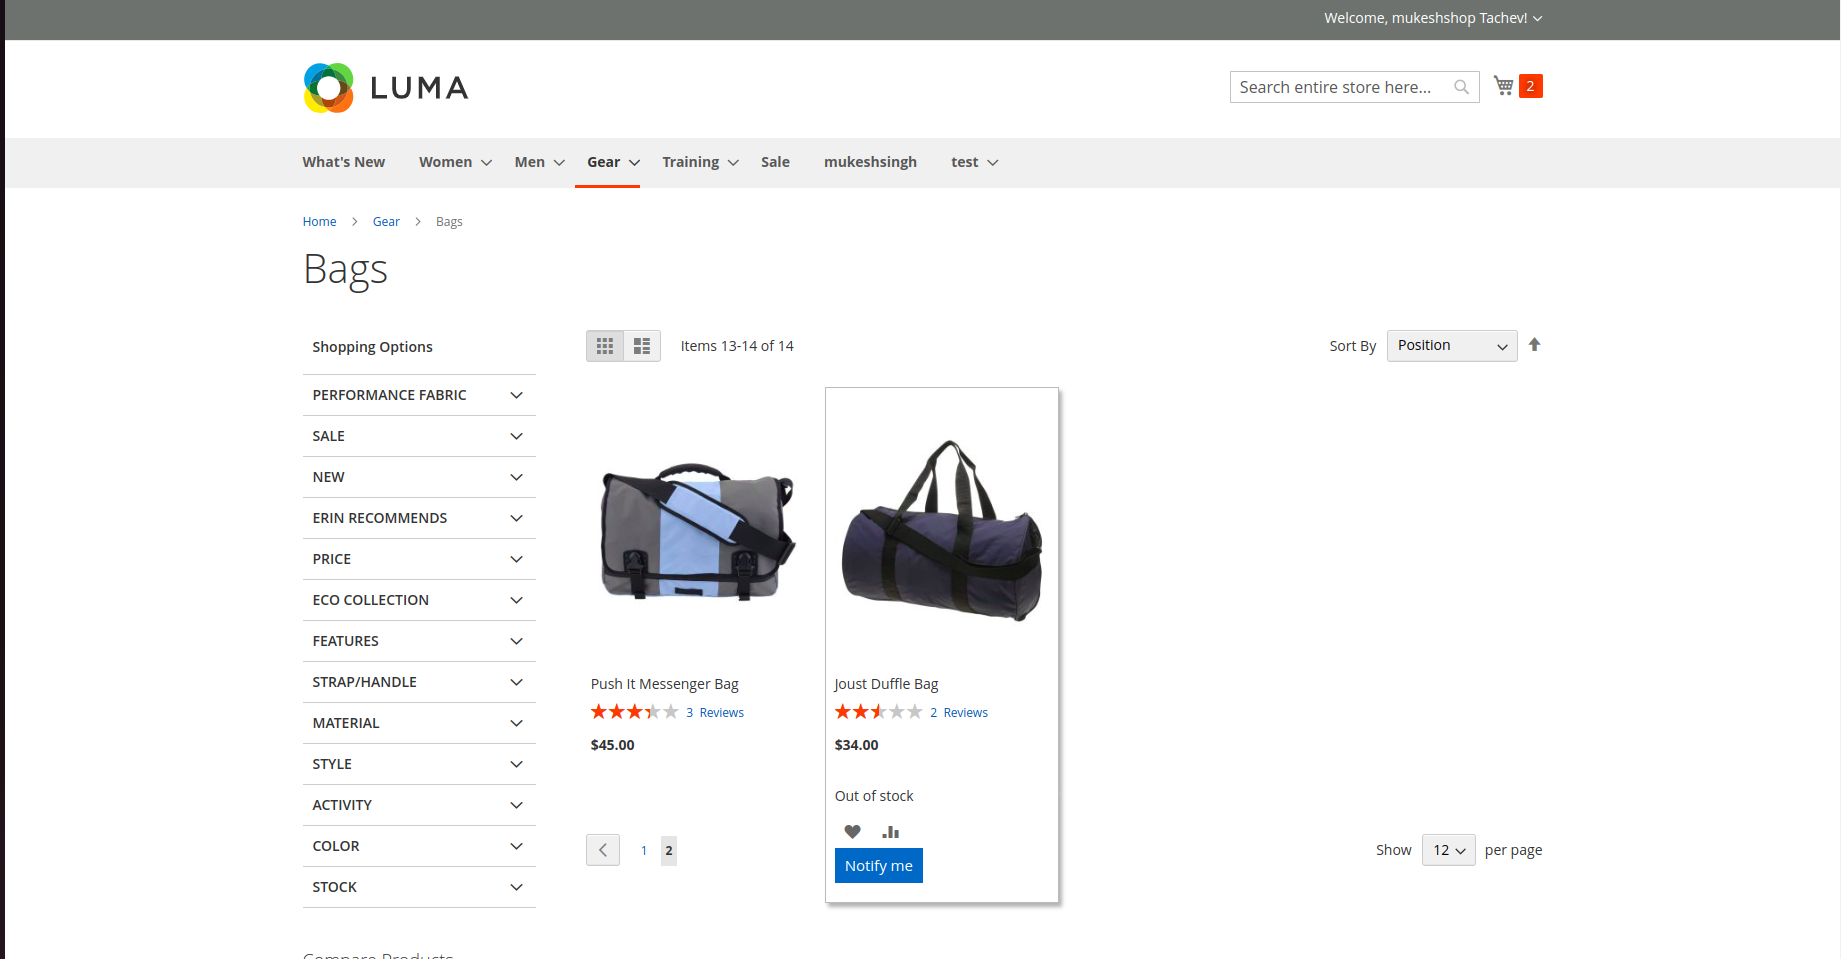 Welcome, mukeshshop Tachev!
LUMA
Search entire store here...
2
What's New Women Men Gear Training Sale mukeshsingh test
Home Gear Bags
Bags
Shopping Options
PERFORMANCE FABRIC
SALE
NEW
ERIN RECOMMENDS
PRICE
ECO COLLECTION
FEATURES
STRAP/HANDLE
MATERIAL
STYLE
ACTIVITY
COLOR
STOCK
Compare Products
Items 13-14 of 14
Sort By Position
Push It Messenger Bag
3 Reviews
$45.00
Joust Duffle Bag
2 Reviews
$34.00
Out of stock
Notify me
1 2
Show 12 per page